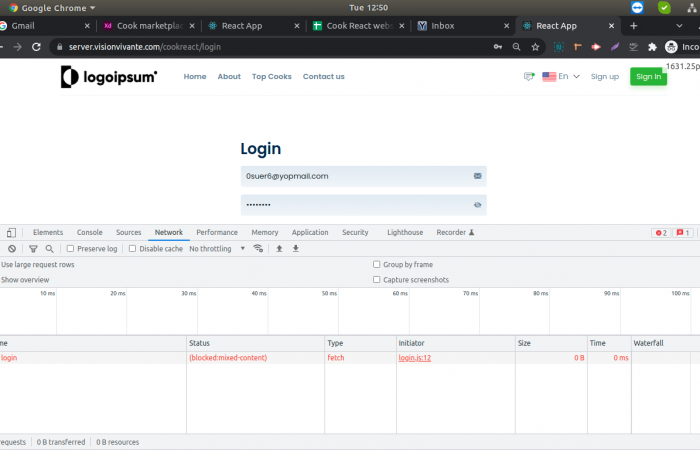 Google Chrome Tue 12:50
Gmail Cook marketplac React App Cook React webs Inbox React App
server.visionvivante.com/cookreact/login Inco
logoipsum Home About Top Cooks Contact us En Sign up Sign In 1631.25p
Login
0suer6@yopmail.com
••••••••
Elements Console Sources Network Performance Memory Application Security Lighthouse Recorder 2 1
Preserve log Disable cache No throttling
Use large request rows Group by frame
Show overview Capture screenshots
10 ms 20 ms 30 ms 40 ms 50 ms 60 ms 70 ms 80 ms 90 ms 100 ms
me Status Type Initiator Size Time Waterfall
login (blocked:mixed-content) fetch login.js:12 0 B 0 ms
requests 0 B transferred 0 B resources